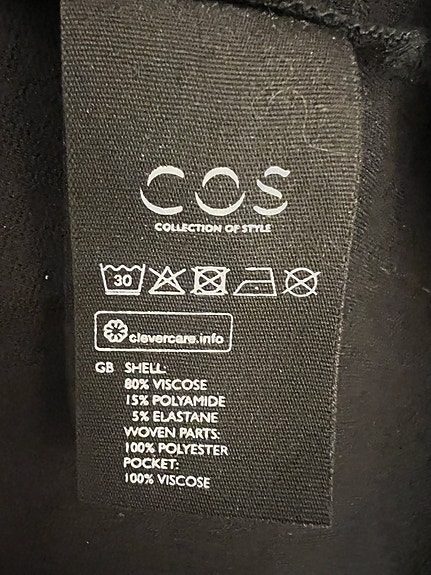 COS
COLLECTION OF STYLE
30
clevercare.info
GB SHELL:
80% VISCOSE
15% POLYAMIDE
5% ELASTANE
WOVEN PARTS:
100% POLYESTER
POCKET:
100% VISCOSE